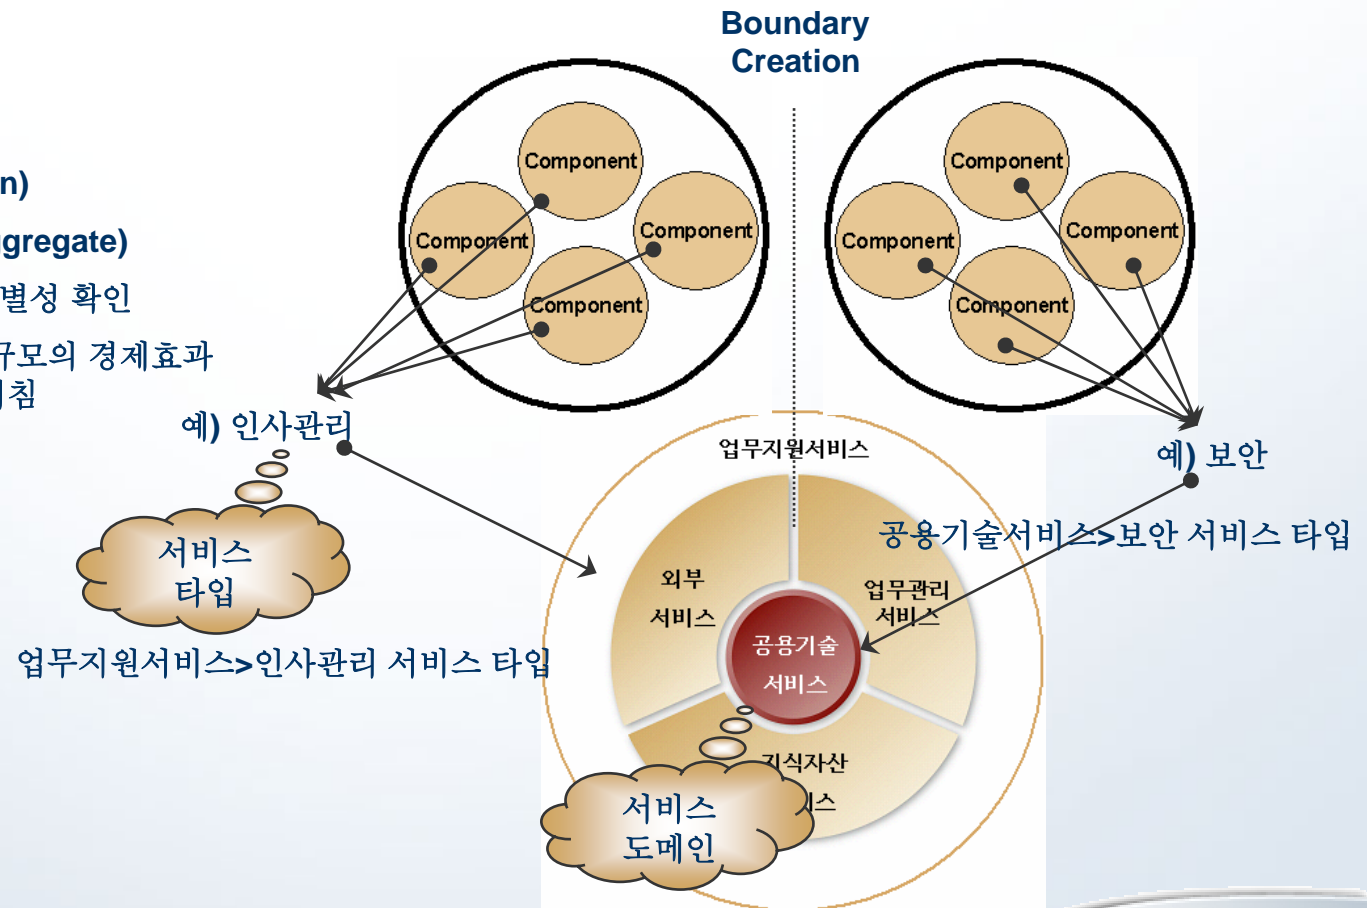 Boundary
Creation
n)
ggregate)
별성 확인
규모의 경제효과
침
Component
Component
Component
Component
Component
Component
Component
Component
예) 인사관리
예) 보안
서비스
타입
업무지원서비스>인사관리 서비스 타입
공용기술서비스>보안 서비스 타입
업무지원서비스
외부
서비스
업무관리
서비스
공용기술
서비스
지식자산
스
서비스
도메인